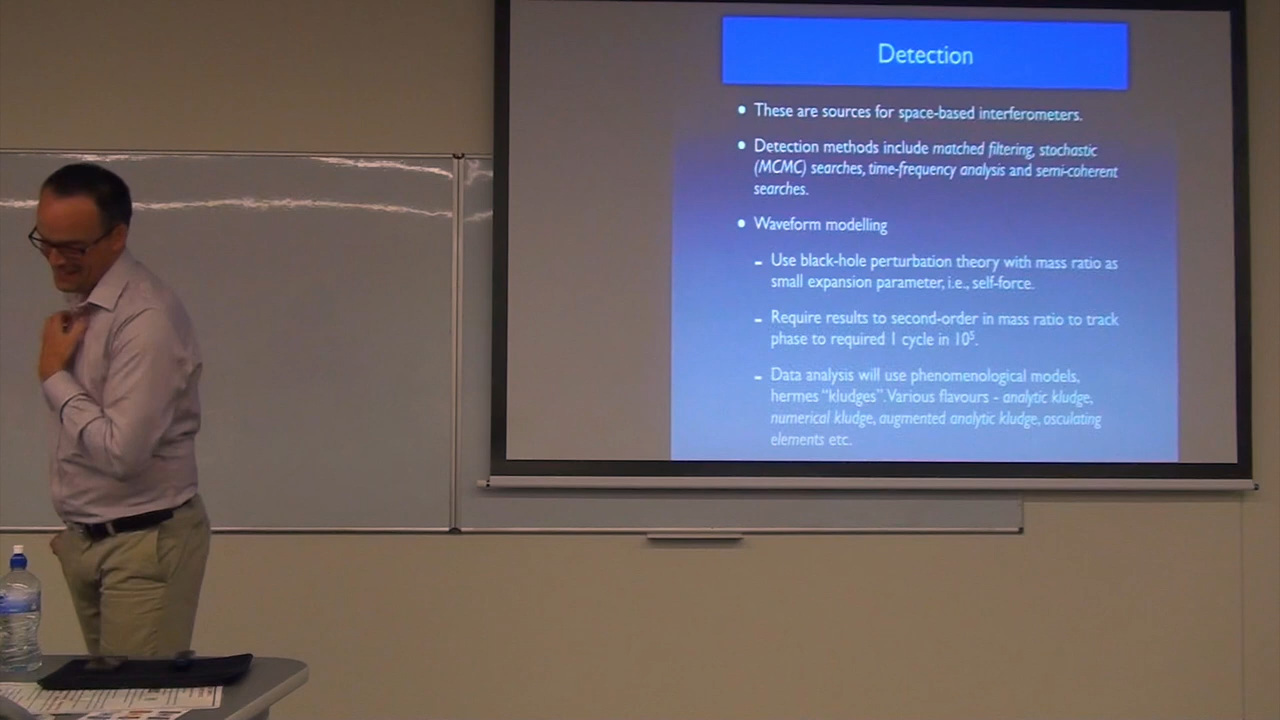 Detection
• These are sources for space-based interferometers.
• Detection methods include matched filtering, stochastic
(MCMC) searches, time-frequency analysis and semi-coherent
searches.
• Waveform modelling
- Use black-hole perturbation theory with mass ratio as
small expansion parameter, i.e., self-force.
- Require results to second-order in mass ratio to track
phase to required 1 cycle in 10⁵.
- Data analysis will use phenomenological models,
hermes “kludges”. Various flavours - analytic kludge,
numerical kludge, augmented analytic kludge, osculating
elements etc.